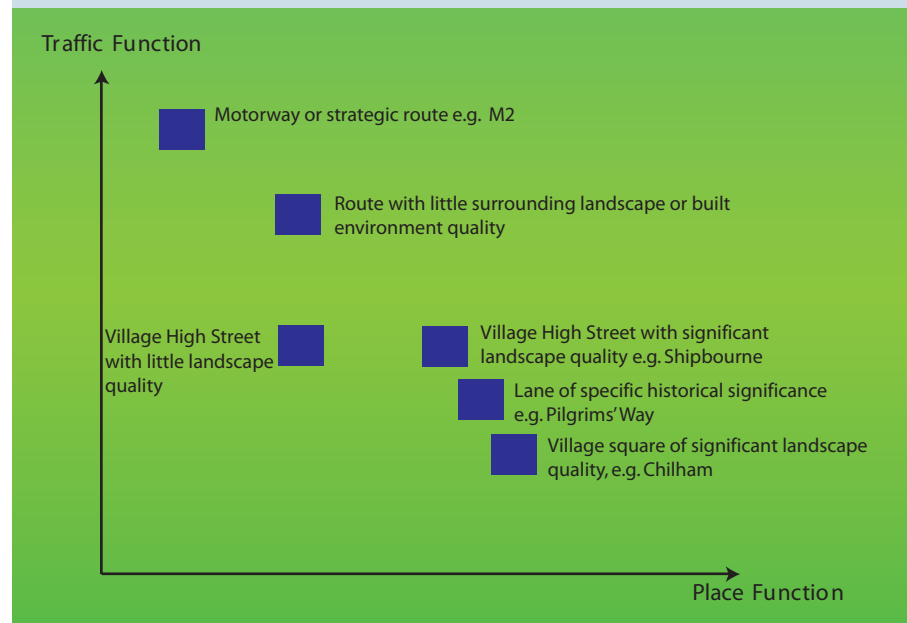 Traffic Function
Motorway or strategic route e.g. M2
Route with little surrounding landscape or built
environment quality
Village High Street
with little landscape
quality
Village High Street with significant
landscape quality e.g. Shipbourne
Lane of specific historical significance
e.g. Pilgrims' Way
Village square of significant landscape
quality, e.g. Chilham
Place Function